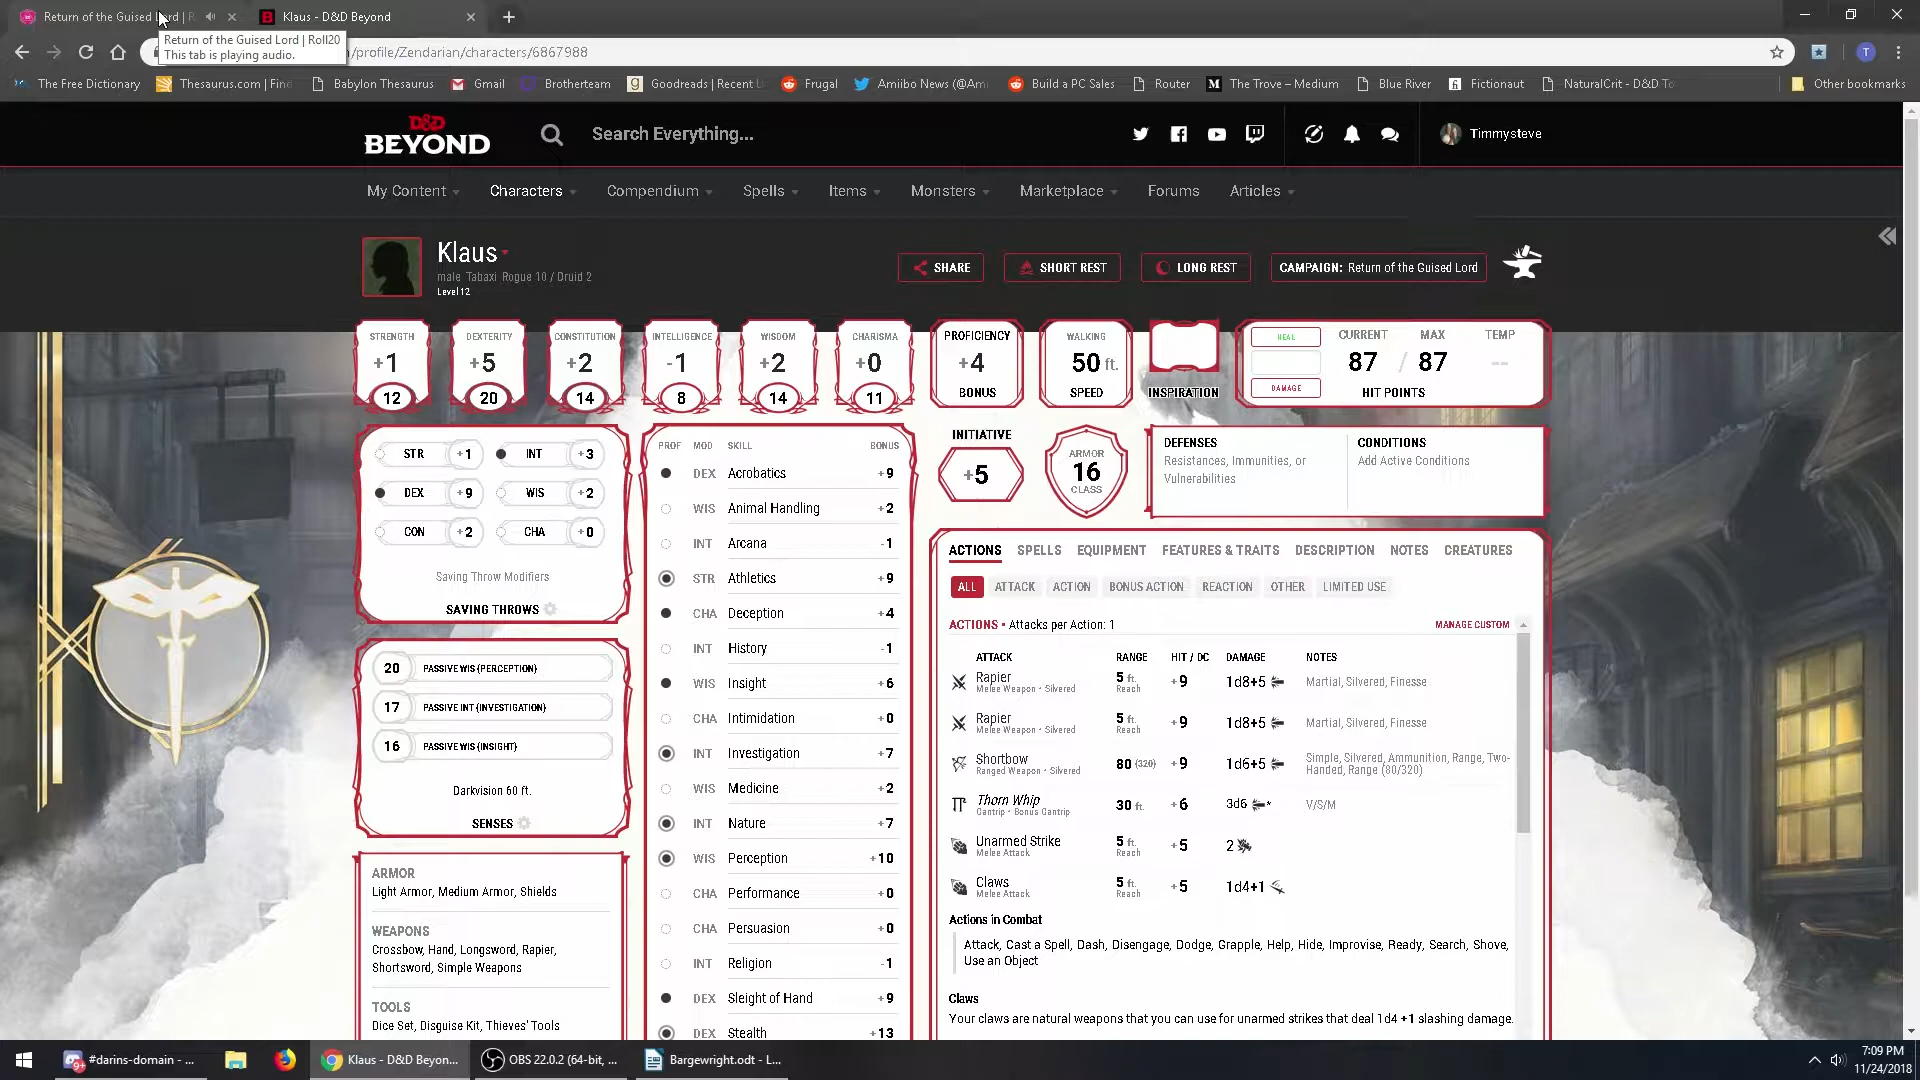 Return of the Guised Lord | R
Klaus - D&D Beyond
Return of the Guised Lord | Roll20
This tab is playing audio.
/profile/Zendarian/characters/6867988
T
The Free Dictionary
Thesaurus.com | Fin
Babylon Thesaurus
Gmail
Brotherteam
Goodreads | Recent
Frugal
Amiibo News (@Am
Build a PC Sales
Router
The Trove – Medium
Blue River
Fictionaut
NaturalCrit - D&D To
Other bookmarks
D&D
BEYOND
Search Everything...
Timmysteve
My Content
Characters
Compendium
Spells
Items
Monsters
Marketplace
Forums
Articles
Klaus
male Tabaxi Rogue 10 / Druid 2
Level 12
SHARE
SHORT REST
LONG REST
CAMPAIGN: Return of the Guised Lord
STRENGTH
+1
12
DEXTERITY
+5
20
CONSTITUTION
+2
14
INTELLIGENCE
-1
8
WISDOM
+2
14
CHARISMA
+0
11
PROFICIENCY
+4
BONUS
WALKING
50 ft.
SPEED
INSPIRATION
HEAL
DAMAGE
CURRENT MAX TEMP
87 / 87 --
HIT POINTS
STR +1
INT +3
DEX +9
WIS +2
CON +2
CHA +0
Saving Throw Modifiers
SAVING THROWS
20 PASSIVE WIS (PERCEPTION)
17 PASSIVE INT (INVESTIGATION)
16 PASSIVE WIS (INSIGHT)
Darkvision 60 ft.
SENSES
ARMOR
Light Armor, Medium Armor, Shields
WEAPONS
Crossbow, Hand, Longsword, Rapier,
Shortsword, Simple Weapons
TOOLS
Dice Set, Disguise Kit, Thieves' Tools
PROF MOD SKILL BONUS
DEX Acrobatics +9
WIS Animal Handling +2
INT Arcana -1
STR Athletics +9
CHA Deception +4
INT History -1
WIS Insight +6
CHA Intimidation +0
INT Investigation +7
WIS Medicine +2
INT Nature +7
WIS Perception +10
CHA Performance +0
CHA Persuasion +0
INT Religion -1
DEX Sleight of Hand +9
DEX Stealth +13
INITIATIVE
+5
ARMOR
16
CLASS
DEFENSES
Resistances, Immunities, or
Vulnerabilities
CONDITIONS
Add Active Conditions
ACTIONS SPELLS EQUIPMENT FEATURES & TRAITS DESCRIPTION NOTES CREATURES
ALL ATTACK ACTION BONUS ACTION REACTION OTHER LIMITED USE
ACTIONS • Attacks per Action: 1
MANAGE CUSTOM
ATTACK RANGE HIT / DC DAMAGE NOTES
Rapier 5 ft. +9 1d8+5 Martial, Silvered, Finesse
Melee Weapon • Silvered Reach
Rapier 5 ft. +9 1d8+5 Martial, Silvered, Finesse
Melee Weapon • Silvered Reach
Shortbow 80 (320) +9 1d6+5 Simple, Silvered, Ammunition, Range, Two-
Ranged Weapon • Silvered Handed, Range (80/320)
Thorn Whip 30 ft. +6 3d6 * V/S/M
Cantrip • Bonus Cantrip
Unarmed Strike 5 ft. +5 2
Melee Attack Reach
Claws 5 ft. +5 1d4+1
Melee Attack Reach
Actions in Combat
Attack, Cast a Spell, Dash, Disengage, Dodge, Grapple, Help, Hide, Improvise, Ready, Search, Shove,
Use an Object
Claws
Your claws are natural weapons that you can use for unarmed strikes that deal 1d4 +1 slashing damage.
#darins-domain - ...
Klaus - D&D Beyon...
OBS 22.0.2 (64-bit, ...
Bargewright.odt - L...
7:09 PM
11/24/2018